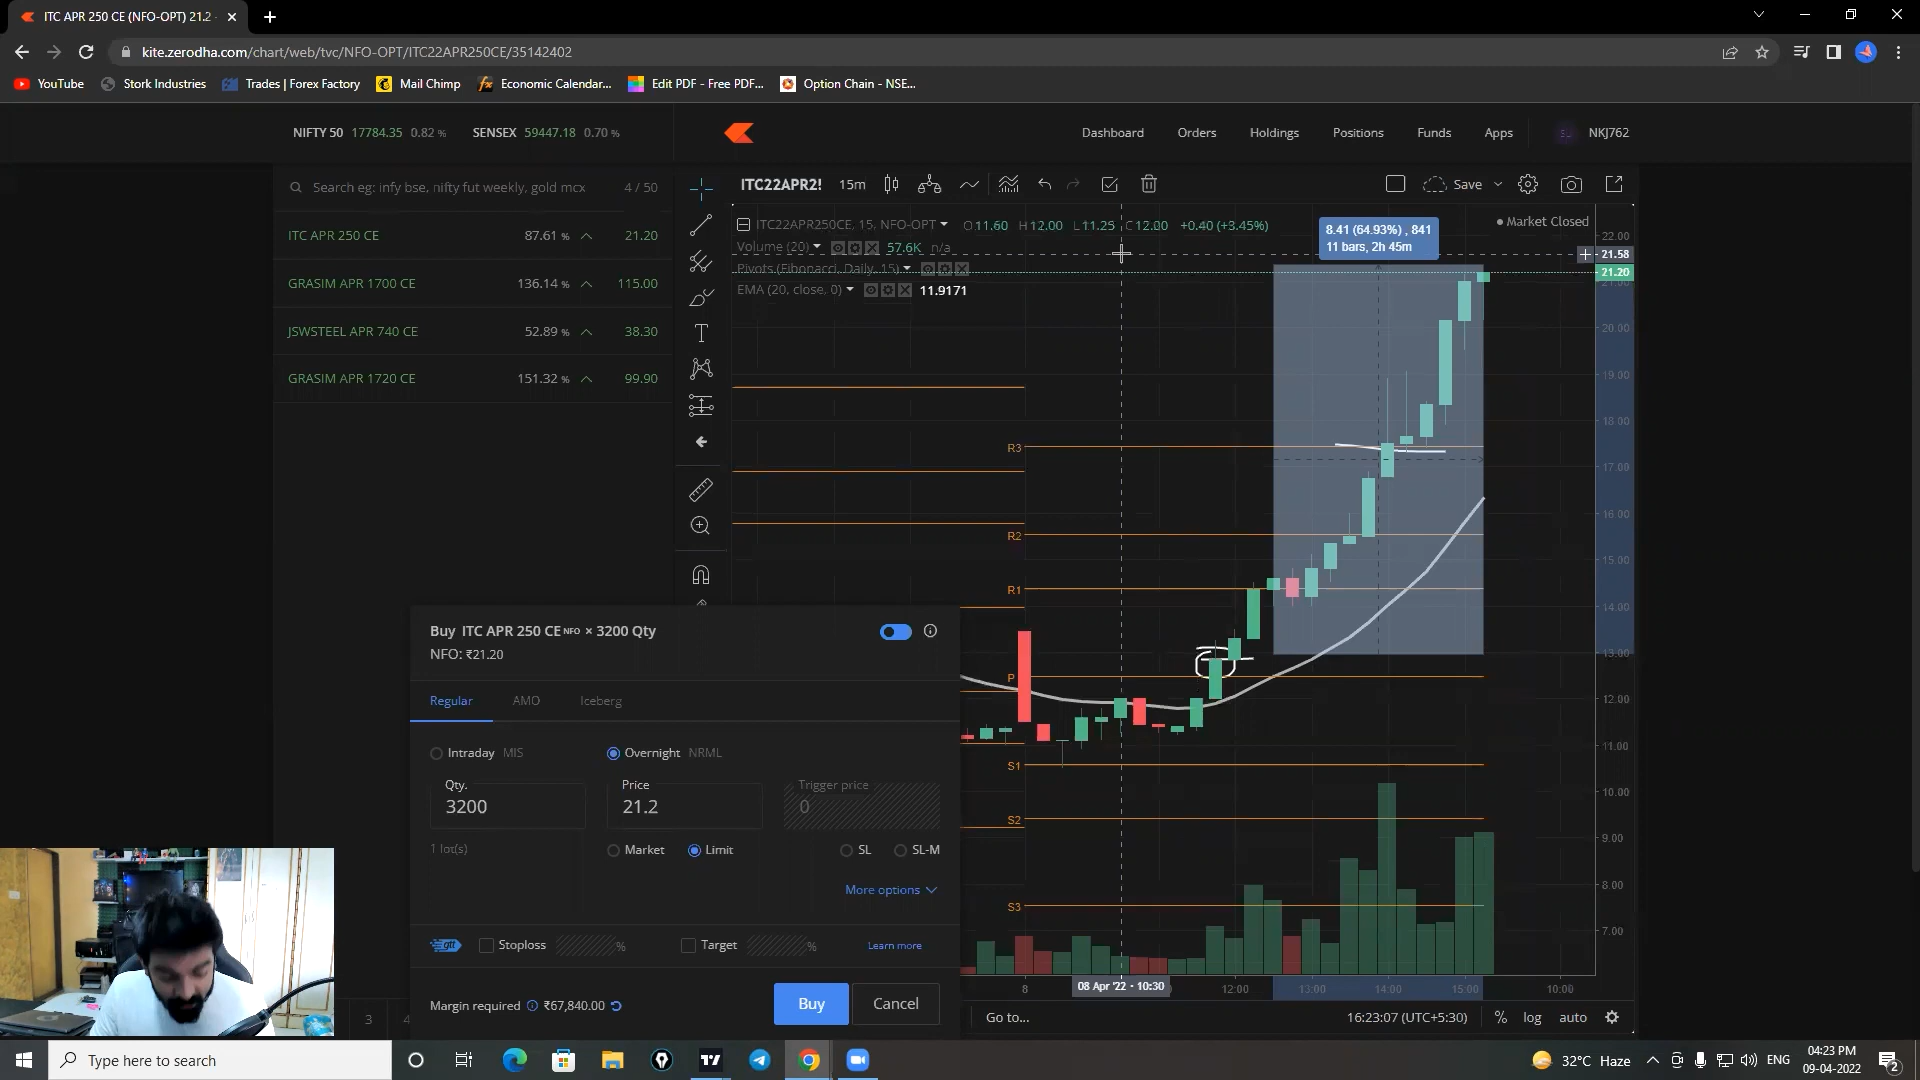 ITC APR 250 CE (NFO-OPT) 21.2
kite.zerodha.com/chart/web/tvc/NFO-OPT/ITC22APR250CE/35142402
YouTube Stork Industries Trades | Forex Factory Mail Chimp Economic Calendar... Edit PDF - Free PDF... Option Chain - NSE...
NIFTY 50 17784.35 0.82 % SENSEX 59447.18 0.70 %
Dashboard Orders Holdings Positions Funds Apps NKJ762
Search eg: infy bse, nifty fut weekly, gold mcx 4 / 50
ITC APR 250 CE 87.61 % 21.20
GRASIM APR 1700 CE 136.14 % 115.00
JSWSTEEL APR 740 CE 52.89 % 38.30
GRASIM APR 1720 CE 151.32 % 99.90
ITC22APR2! 15m Save
ITC22APR250CE, 15, NFO-OPT O11.60 H12.00 L11.25 C12.00 +0.40 (+3.45%)
Volume (20) 57.6K n/a
Pivots (Fibonacci, Daily, 15)
EMA (20, close, 0) 11.9171
8.41 (64.93%) , 841
11 bars, 2h 45m
Market Closed
22.00
21.58
21.20
21.00
20.00
19.00
18.00
17.00
16.00
15.00
14.00
13.00
12.00
11.00
10.00
9.00
8.00
7.00
R3
R2
R1
P
S1
S2
S3
8 08 Apr '22 • 10:30 12:00 13:00 14:00 15:00 10:00
Go to... 16:23:07 (UTC+5:30) % log auto
Buy ITC APR 250 CE NFO × 3200 Qty
NFO: ₹21.20
Regular AMO Iceberg
Intraday MIS Overnight NRML
Qty. Price Trigger price
3200 21.2 0
1 lot(s) Market Limit SL SL-M
More options
gtt Stoploss % Target % Learn more
Margin required ₹67,840.00 Buy Cancel
3 4
Type here to search
32°C Haze ENG 04:23 PM
09-04-2022
2